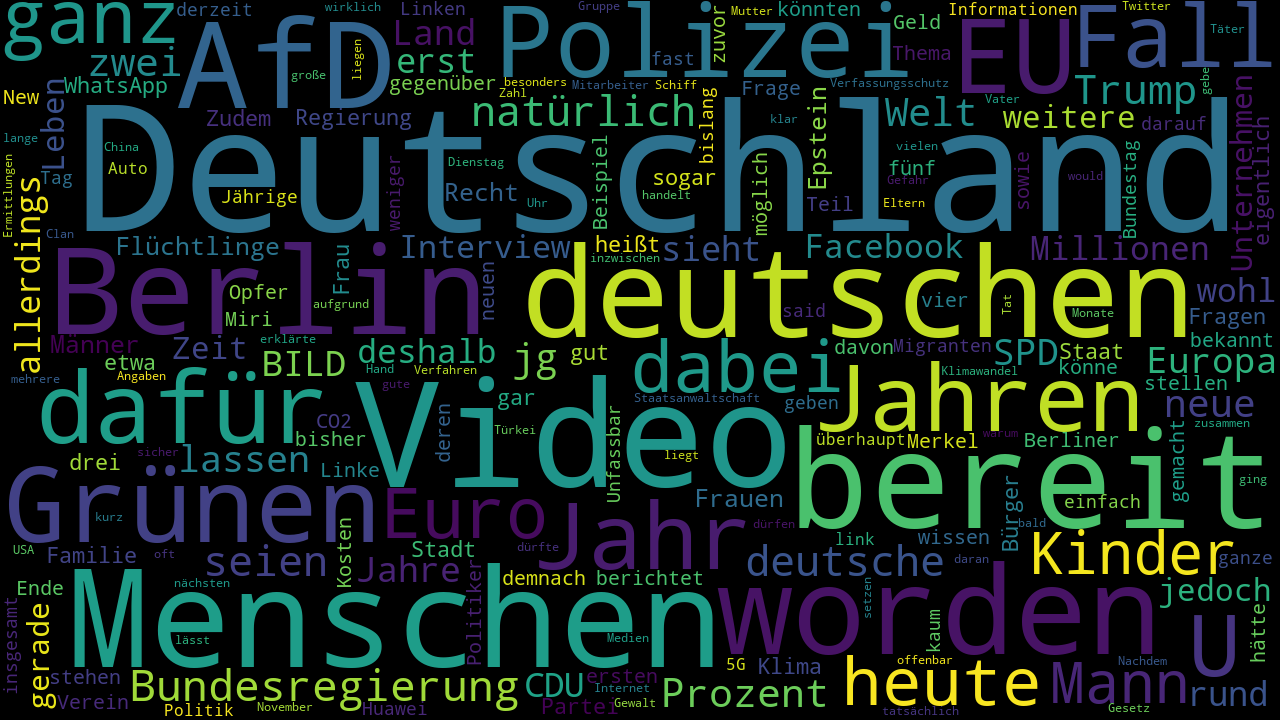 ganz
derzeit
wirklich
Linken
Gruppe
Mutter
zuvor
könnten
Geld
Informationen
Twitter
Täter
AfD
Polizei
EU
Fall
Land
erst
zwei
WhatsApp
große
liegen
gegenüber
fast
Thema
besonders
Zahl
Mitarbeiter
Schiff
Frage
Verfassungsschutz
gebe
Trump
New
Leben
Zudem
Regierung
natürlich
bislang
Epstein
Welt
Vater
weitere
darauf
Unternehmen
eigentlich
klar
lange
China
Auto
Deutschland
Dienstag
Beispiel
sogar
möglich
vielen
fünf
Gefahr
sowie
would
Bundestag
Ermittlungen
Tag
Jährige
weniger
Recht
Uhr
handelt
Teil
Eltern
allerdings
Clan
Flüchtlinge
Frau
Interview
heißt
inzwischen
sieht
Facebook
Millionen
Berlin
Opfer
Miri
aufgrund
neuen
deutschen
said
vier
Tat
Monate
wohl
Fragen
Männer
etwa
Zeit
erklärte
BILD
deshalb
jg
gut
dabei
davon
Migranten
SPD
Staat
könne
bekannt
Europa
mehrere
Angaben
Hand
Verfahren
gute
Klimawandel
stellen
dafür
CO2
bisher
Video
deren
gar
Türkei
Unfassbar
Staatsanwaltschaft
geben
Jahren
neue
drei
sicher
lassen
Linke
liegt
überhaupt
Merkel
warum
Berliner
gemacht
zusammen
bereit
ging
Grünen
kurz
Euro
Jahr
Frauen
dürfen
einfach
Bürger
bald
USA
Familie
oft
seien
Kosten
Jahre
Stadt
dürfte
link
wissen
deutsche
daran
Kinder
ganze
Ende
nächsten
demnach
berichtet
Politiker
setzen
jedoch
insgesamt
gerade
Menschen
lässt
Medien
worden
kaum
U
hätte
stehen
Verein
Bundesregierung
CDU
ersten
5G
Klima
offenbar
Nachdem
Politik
November
Huawei
Partei
Internet
Gewalt
Prozent
heute
tatsächlich
Mann
Gesetz
rund